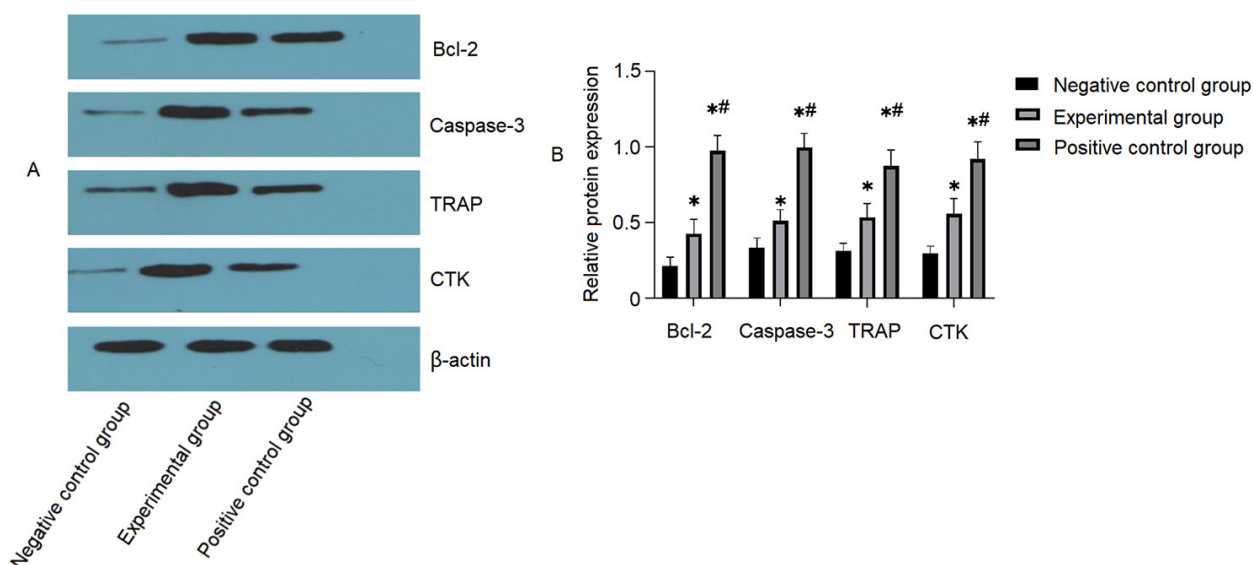 A
Bcl-2
Caspase-3
TRAP
CTK
β-actin
Negative control group
Experimental group
Positive control group
B
Relative protein expression
1.5
1.0
0.5
0
*
*#
*
*#
*
*#
*
*#
Bcl-2
Caspase-3
TRAP
CTK
Negative control group
Experimental group
Positive control group